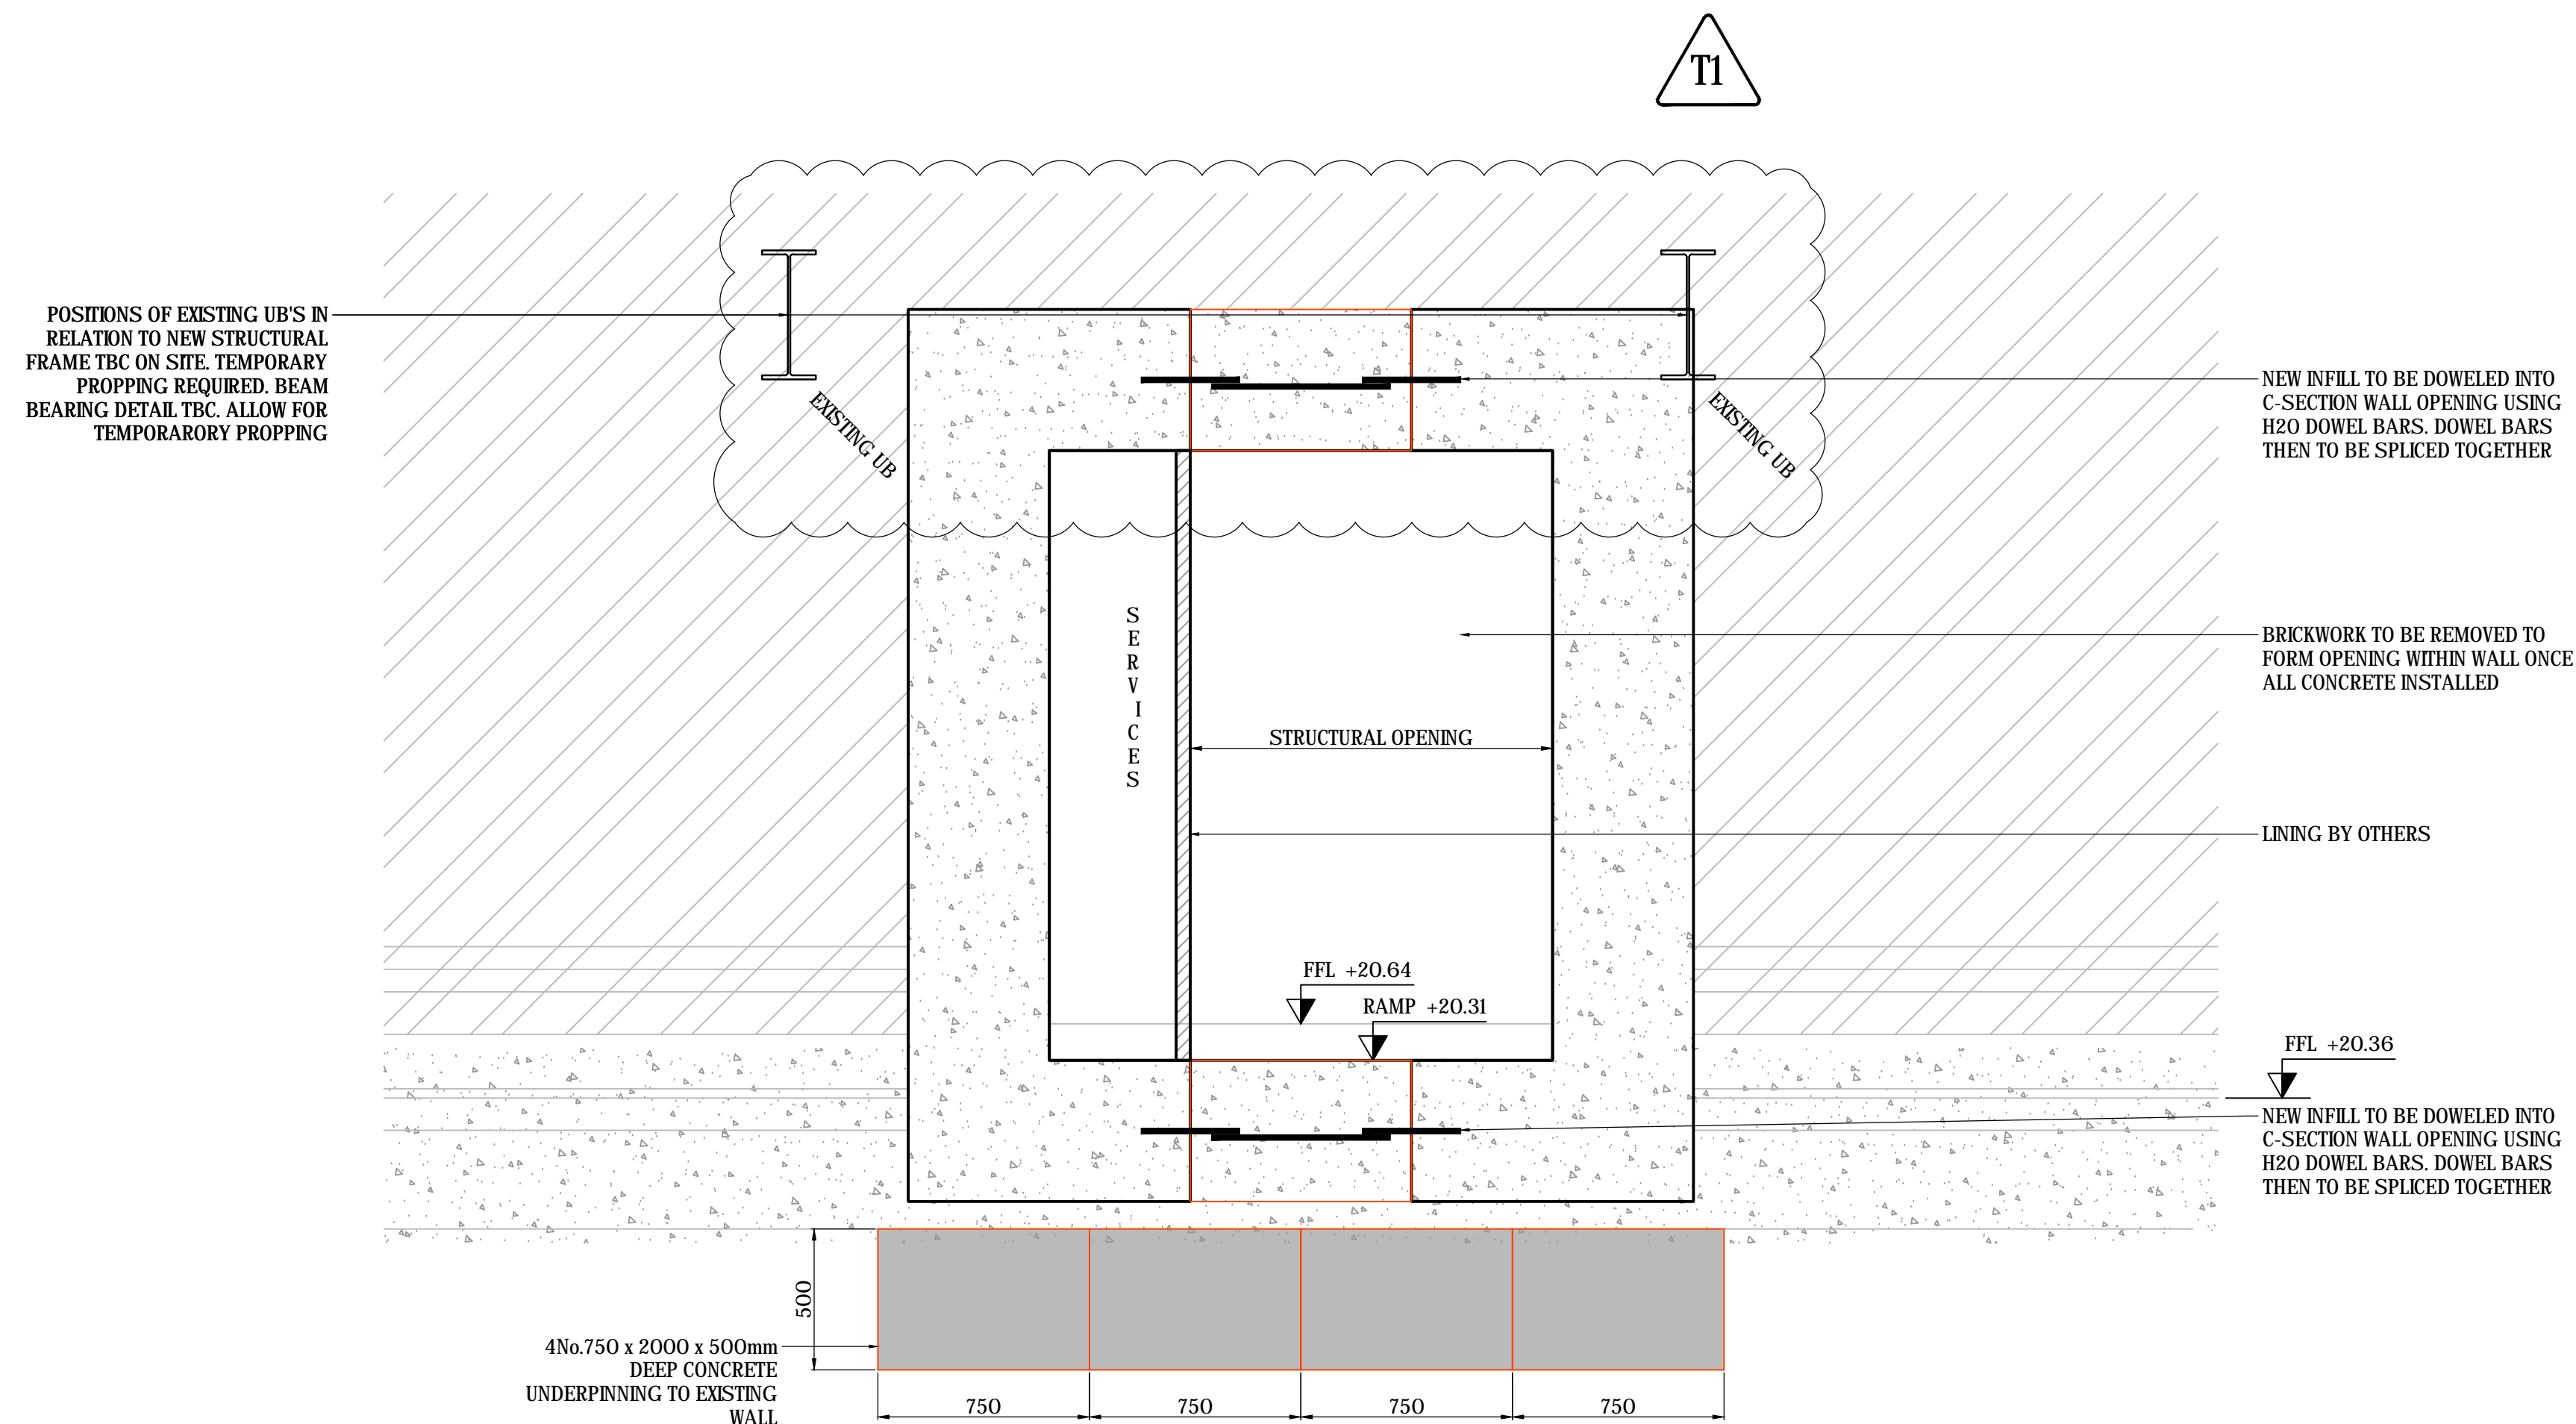 T1
POSITIONS OF EXISTING UB'S IN
RELATION TO NEW STRUCTURAL
FRAME TBC ON SITE. TEMPORARY
PROPPING REQUIRED. BEAM
BEARING DETAIL TBC. ALLOW FOR
TEMPORARORY PROPPING
EXISTING UB
EXISTING UB
NEW INFILL TO BE DOWELED INTO
C-SECTION WALL OPENING USING
H20 DOWEL BARS. DOWEL BARS
THEN TO BE SPLICED TOGETHER
SERVICES
BRICKWORK TO BE REMOVED TO
FORM OPENING WITHIN WALL ONCE
ALL CONCRETE INSTALLED
STRUCTURAL OPENING
LINING BY OTHERS
FFL +20.64
RAMP +20.31
FFL +20.36
NEW INFILL TO BE DOWELED INTO
C-SECTION WALL OPENING USING
H20 DOWEL BARS. DOWEL BARS
THEN TO BE SPLICED TOGETHER
500
4No.750 x 2000 x 500mm
DEEP CONCRETE
UNDERPINNING TO EXISTING
WALL
750
750
750
750